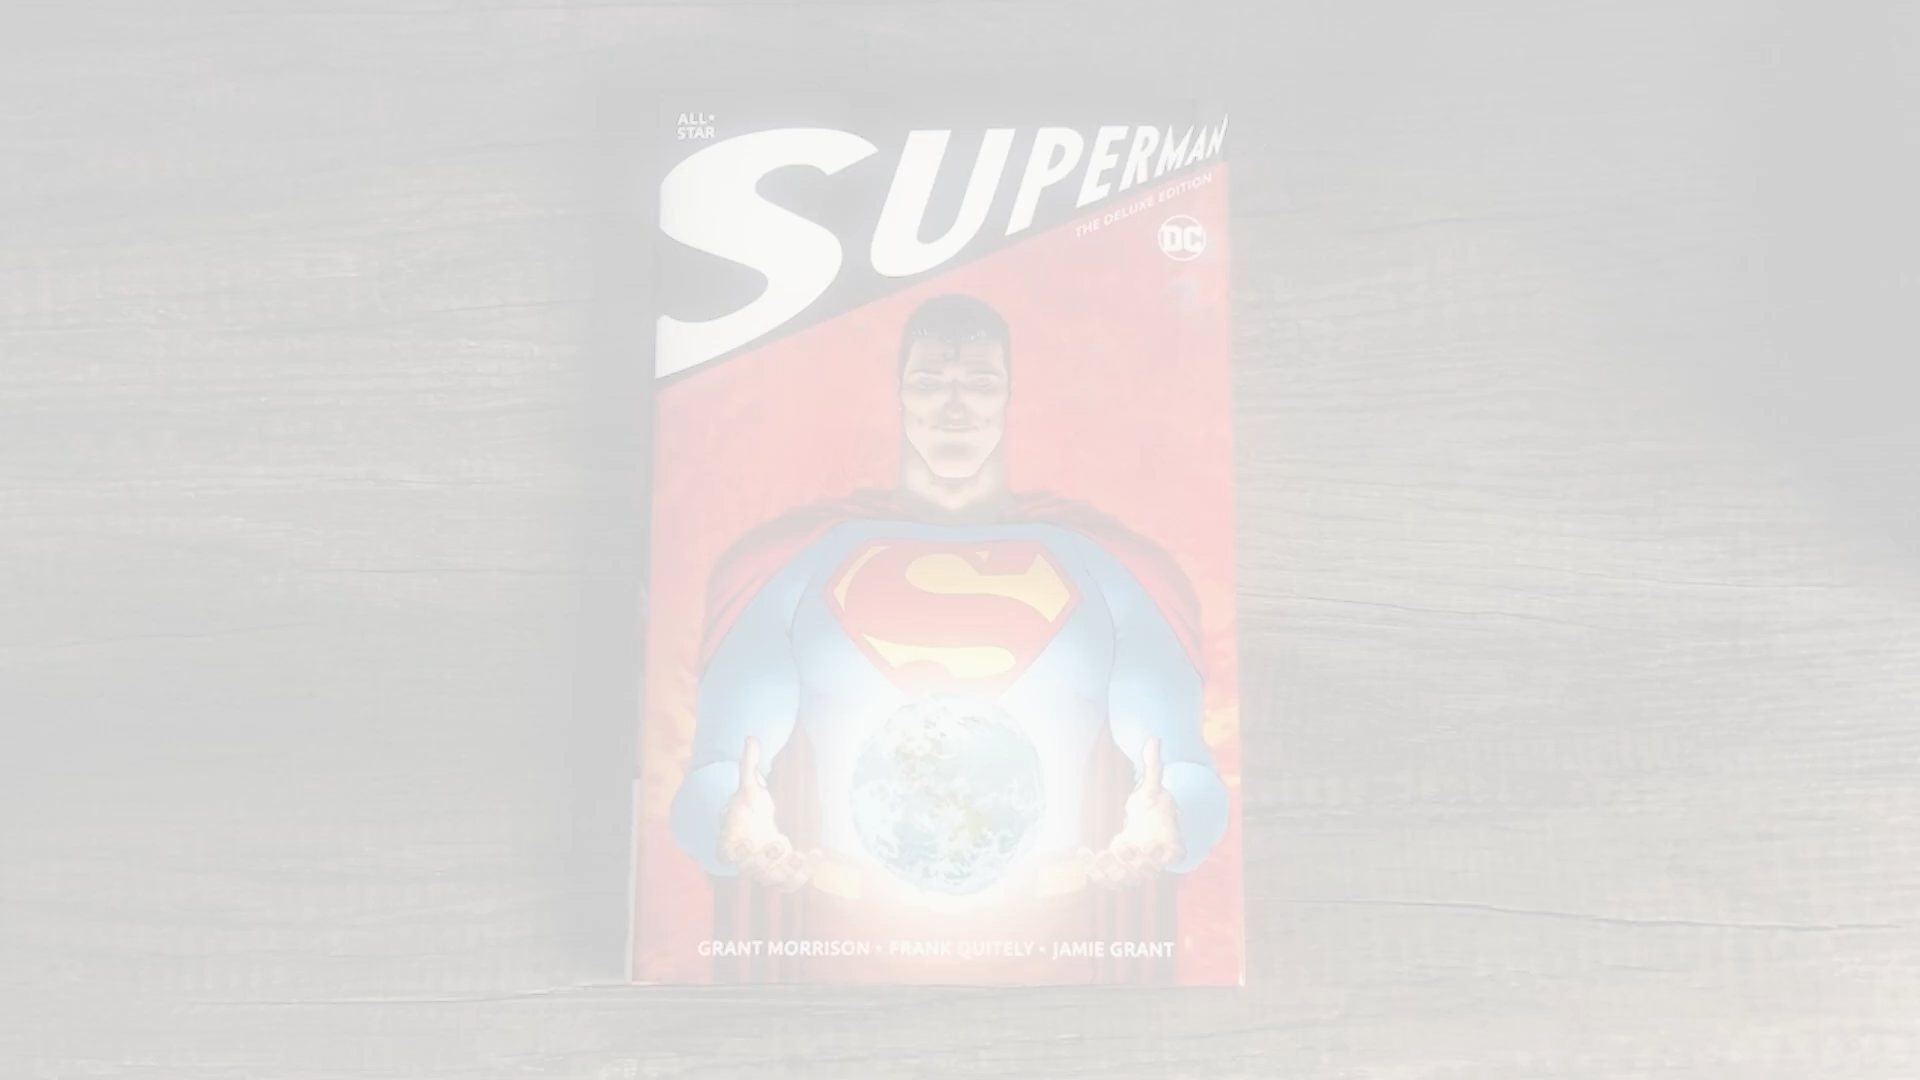 ALL★
STAR
SUPERMAN
THE DELUXE EDITION
DC
GRANT MORRISON • FRANK QUITELY • JAMIE GRANT